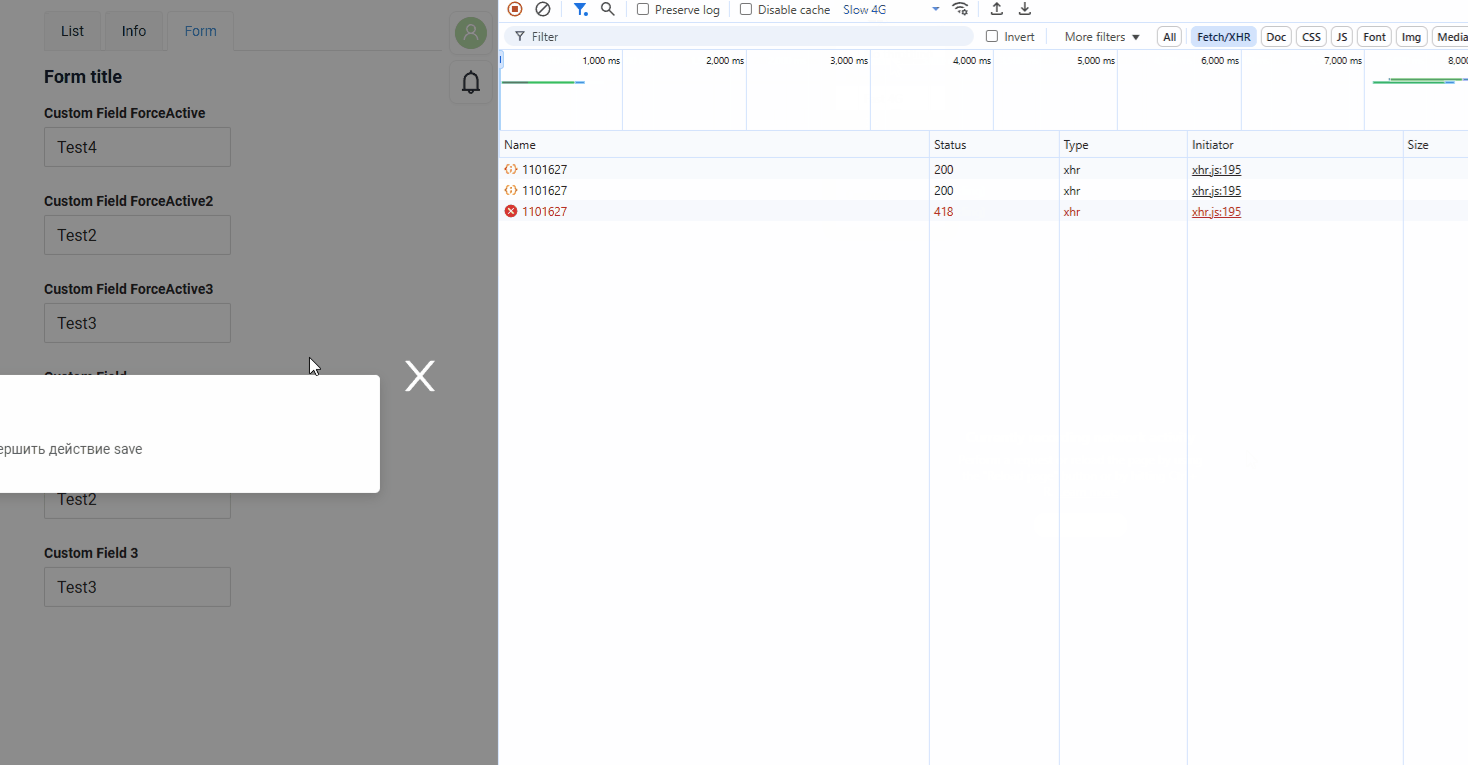 List Info Form
Form title
Custom Field ForceActive
Test4
Custom Field ForceActive2
Test2
Custom Field ForceActive3
Test3
Custom Field
действие save
Test2
Custom Field 3
Test3
Preserve log Disable cache Slow 4G
Filter Invert More filters All Fetch/XHR Doc CSS JS Font Img Media
1,000 ms 2,000 ms 3,000 ms 4,000 ms 5,000 ms 6,000 ms 7,000 ms
Name Status Type Initiator Size
1101627 200 xhr xhr.js:195
1101627 200 xhr xhr.js:195
1101627 418 xhr xhr.js:195